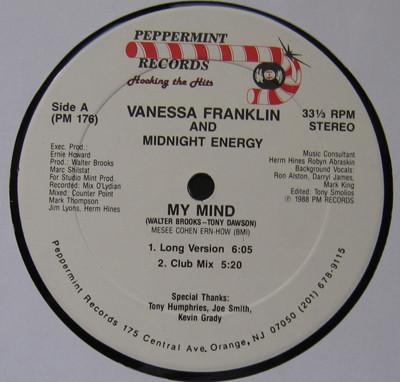 PEPPERMINT
RECORDS
Hooking the Hits
Side A
(PM 176)
VANESSA FRANKLIN
AND
MIDNIGHT ENERGY
33⅓ RPM
STEREO
Exec. Prod.:
Ernie Howard
Prod.: Walter Brooks
Marc Shilstat
For Studio Mint Prod.
Recorded: Mix O'Lydian
Mixed: Counter Point
Mark Thompson
Jim Lyons, Herm Hines
Music Consultant
Herm Hines Robyn Abraskin
Background Vocals:
Ron Alston, Darryl James,
Mark King
Edited: Tony Smolios
℗ 1988 PM RECORDS
MY MIND
(WALTER BROOKS—TONY DAWSON)
MESEE COHEN ERN-HOW (BMI)
1. Long Version 6:05
2. Club Mix 5:20
Special Thanks:
Tony Humphries, Joe Smith,
Kevin Grady
Peppermint Records 175 Central Ave. Orange, NJ 07050 (201) 678-9115